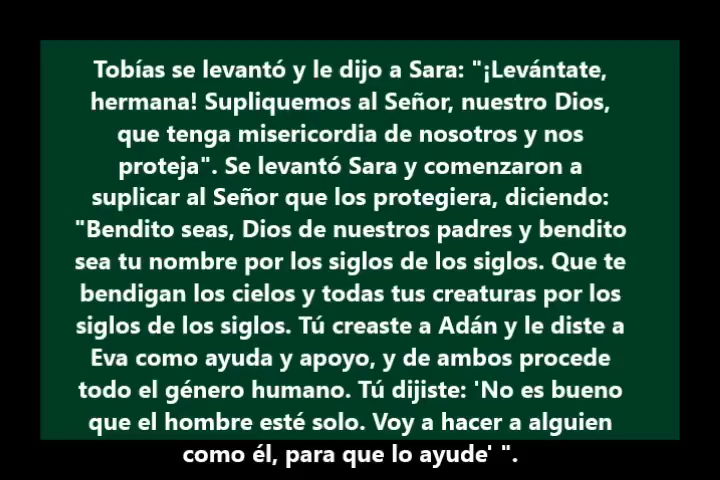 Tobías se levantó y le dijo a Sara: "¡Levántate,
hermana! Supliquemos al Señor, nuestro Dios,
que tenga misericordia de nosotros y nos
proteja". Se levantó Sara y comenzaron a
suplicar al Señor que los protegiera, diciendo:
"Bendito seas, Dios de nuestros padres y bendito
sea tu nombre por los siglos de los siglos. Que te
bendigan los cielos y todas tus creaturas por los
siglos de los siglos. Tú creaste a Adán y le diste a
Eva como ayuda y apoyo, y de ambos procede
todo el género humano. Tú dijiste: 'No es bueno
que el hombre esté solo. Voy a hacer a alguien
como él, para que lo ayude' ".